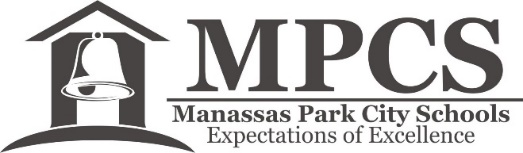 MPCS
Manassas Park City Schools
Expectations of Excellence